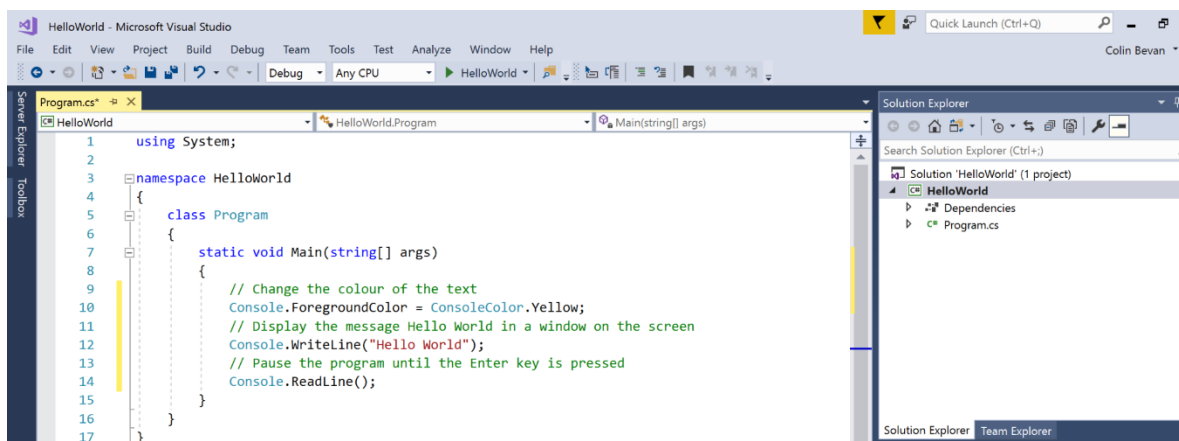 HelloWorld - Microsoft Visual Studio
Quick Launch (Ctrl+Q)
File Edit View Project Build Debug Team Tools Test Analyze Window Help
Colin Bevan
Debug Any CPU HelloWorld
Server Explorer
Toolbox
Program.cs*
C# HelloWorld HelloWorld.Program Main(string[] args)
1 using System;
2
3 namespace HelloWorld
4 {
5 class Program
6 {
7 static void Main(string[] args)
8 {
9 // Change the colour of the text
10 Console.ForegroundColor = ConsoleColor.Yellow;
11 // Display the message Hello World in a window on the screen
12 Console.WriteLine("Hello World");
13 // Pause the program until the Enter key is pressed
14 Console.ReadLine();
15 }
16 }
17 }
Solution Explorer
Search Solution Explorer (Ctrl+;)
Solution 'HelloWorld' (1 project)
C# HelloWorld
Dependencies
C# Program.cs
Solution Explorer Team Explorer